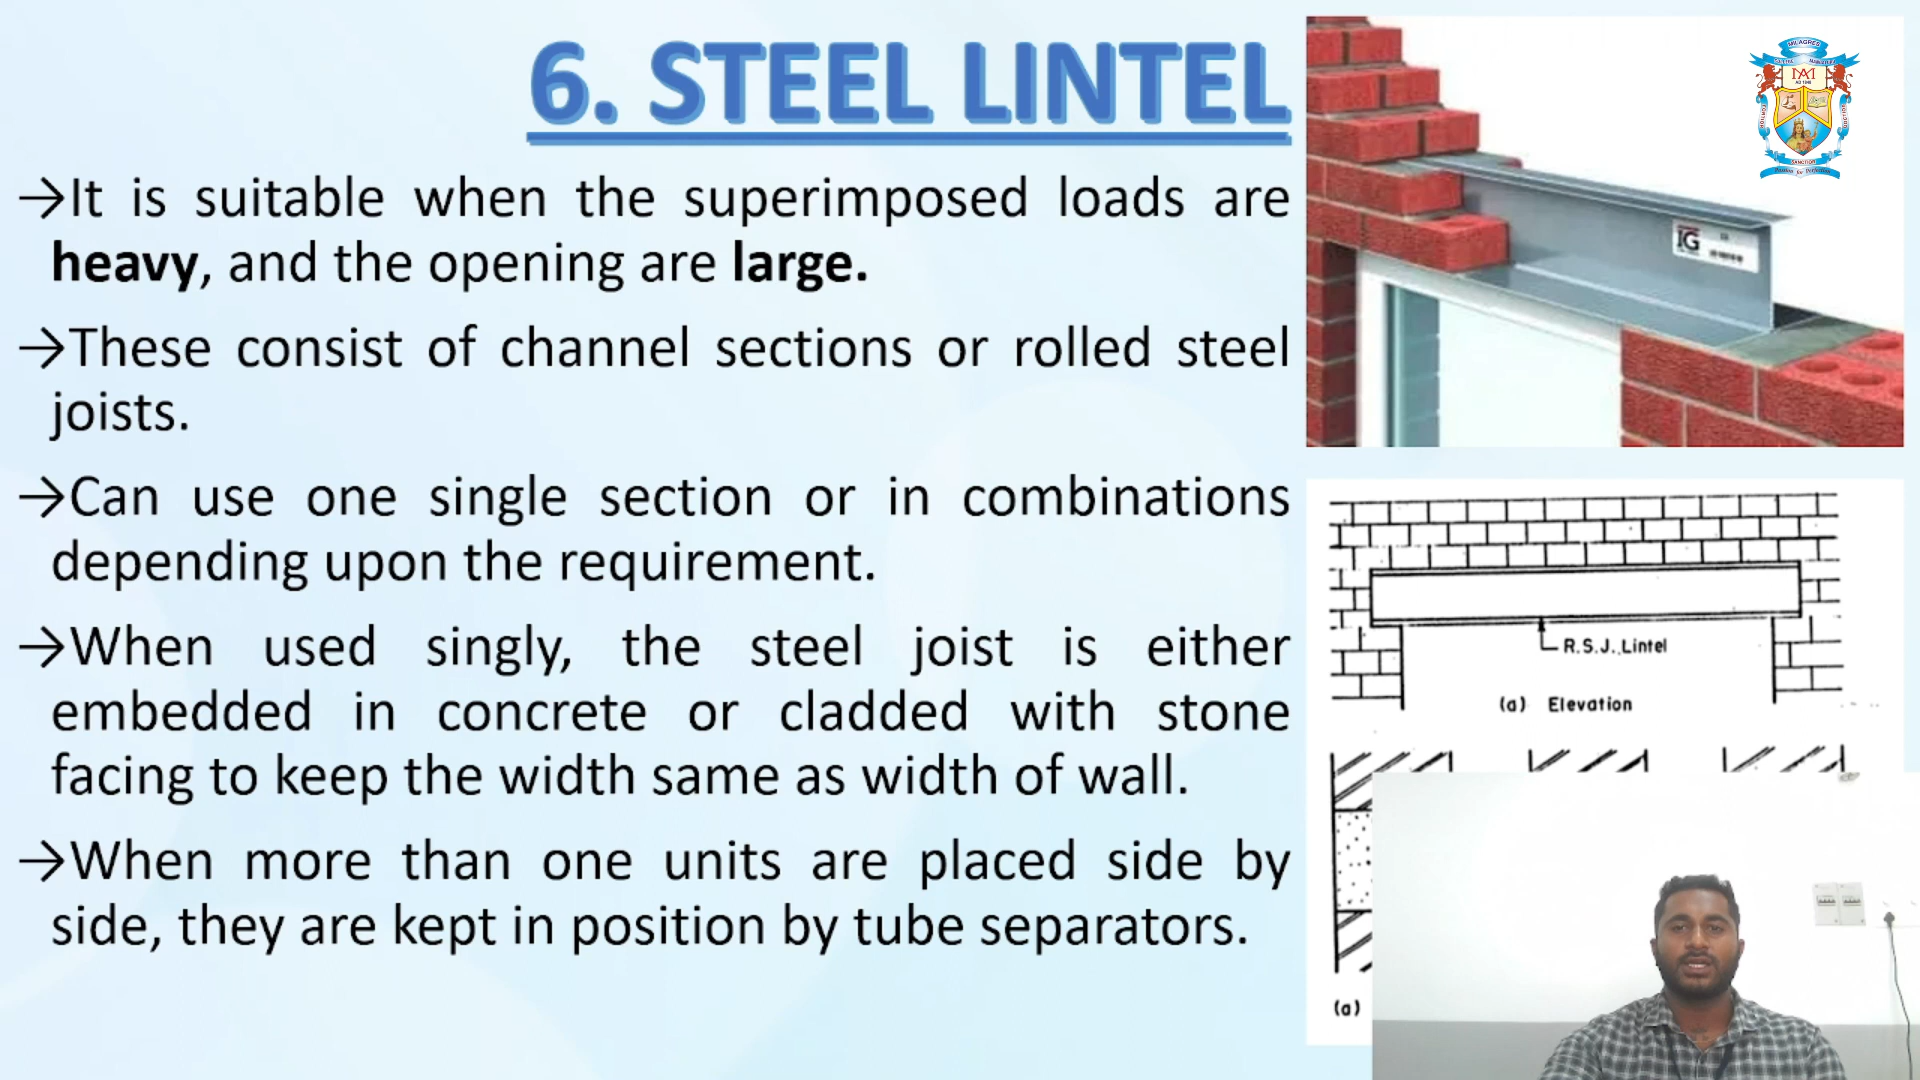 6. STEEL LINTEL
→It is suitable when the superimposed loads are
heavy, and the opening are large.
→These consist of channel sections or rolled steel
joists.
→Can use one single section or in combinations
depending upon the requirement.
→When used singly, the steel joist is either
embedded in concrete or cladded with stone
facing to keep the width same as width of wall.
→When more than one units are placed side by
side, they are kept in position by tube separators.
MILAGRES
AD 1848
SANCTION
IG
R.S.J. Lintel
(a) Elevation
(a)